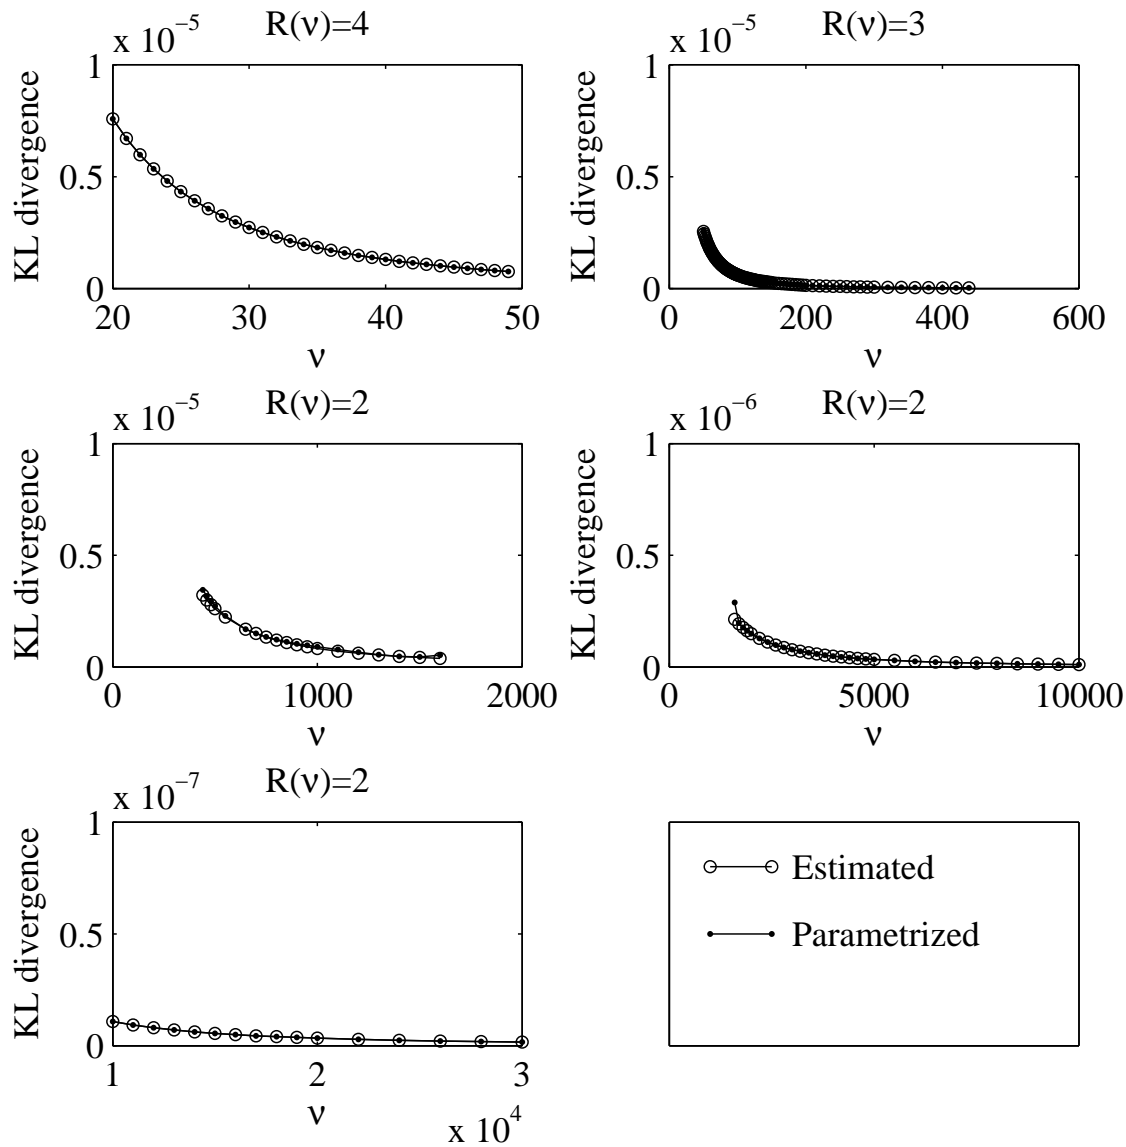 x 10⁻⁵
R(ν)=4
KL divergence
1
0.5
0
20
30
40
50
ν
x 10⁻⁵
R(ν)=3
KL divergence
1
0.5
0
0
200
400
600
ν
x 10⁻⁵
R(ν)=2
KL divergence
1
0.5
0
0
1000
2000
ν
x 10⁻⁶
R(ν)=2
KL divergence
1
0.5
0
0
5000
10000
ν
x 10⁻⁷
R(ν)=2
KL divergence
1
0.5
0
1
2
3
ν
x 10⁴
Estimated
Parametrized